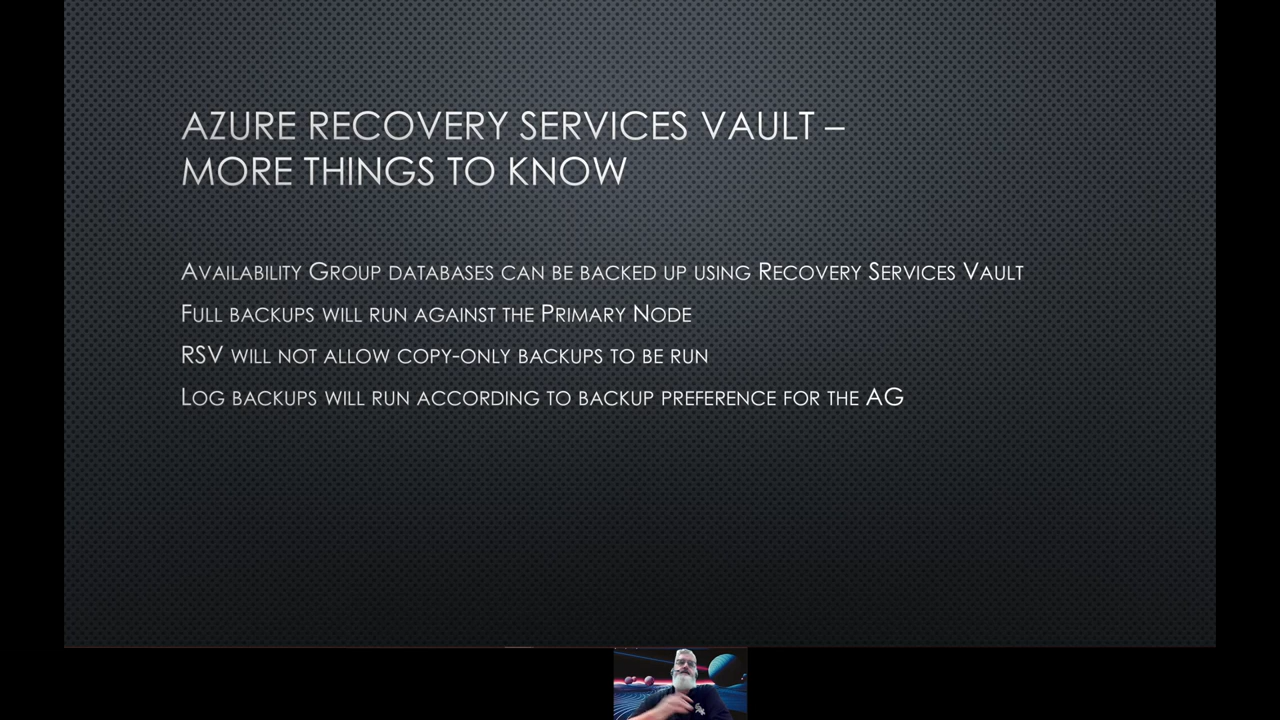 AZURE RECOVERY SERVICES VAULT –
MORE THINGS TO KNOW
AVAILABILITY GROUP DATABASES CAN BE BACKED UP USING RECOVERY SERVICES VAULT
FULL BACKUPS WILL RUN AGAINST THE PRIMARY NODE
RSV WILL NOT ALLOW COPY-ONLY BACKUPS TO BE RUN
LOG BACKUPS WILL RUN ACCORDING TO BACKUP PREFERENCE FOR THE AG